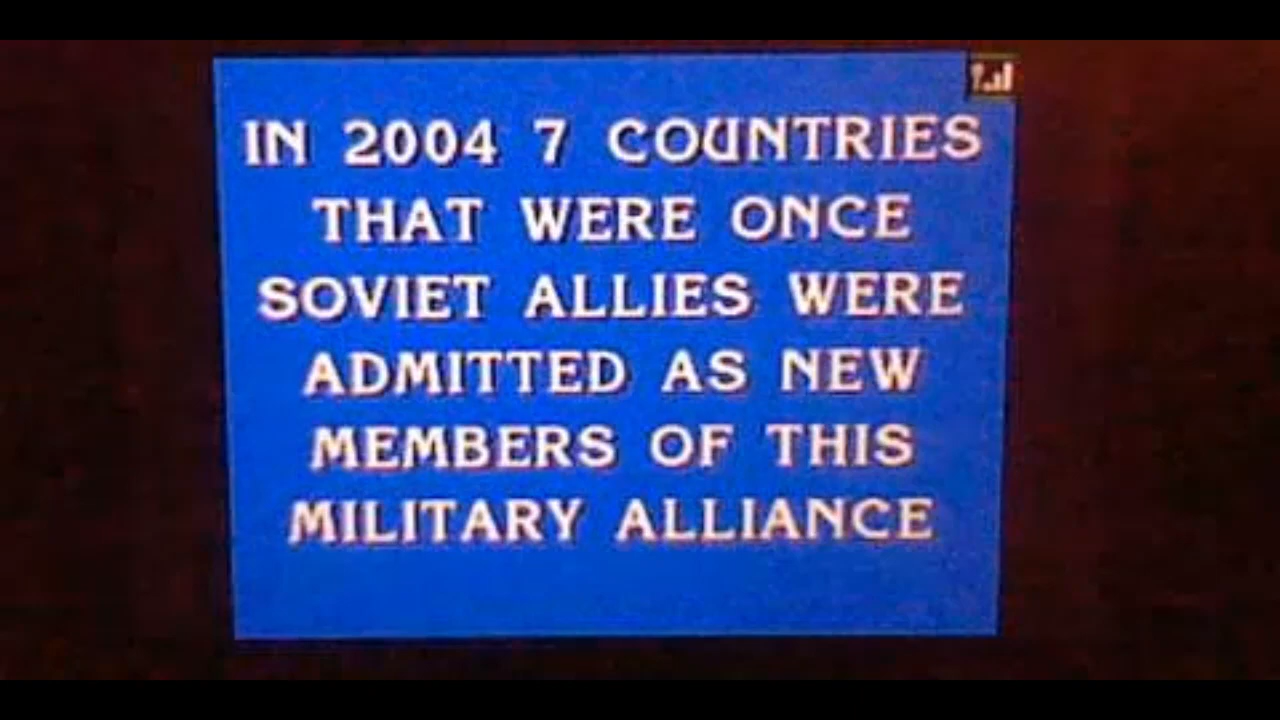 IN 2004 7 COUNTRIES
THAT WERE ONCE
SOVIET ALLIES WERE
ADMITTED AS NEW
MEMBERS OF THIS
MILITARY ALLIANCE